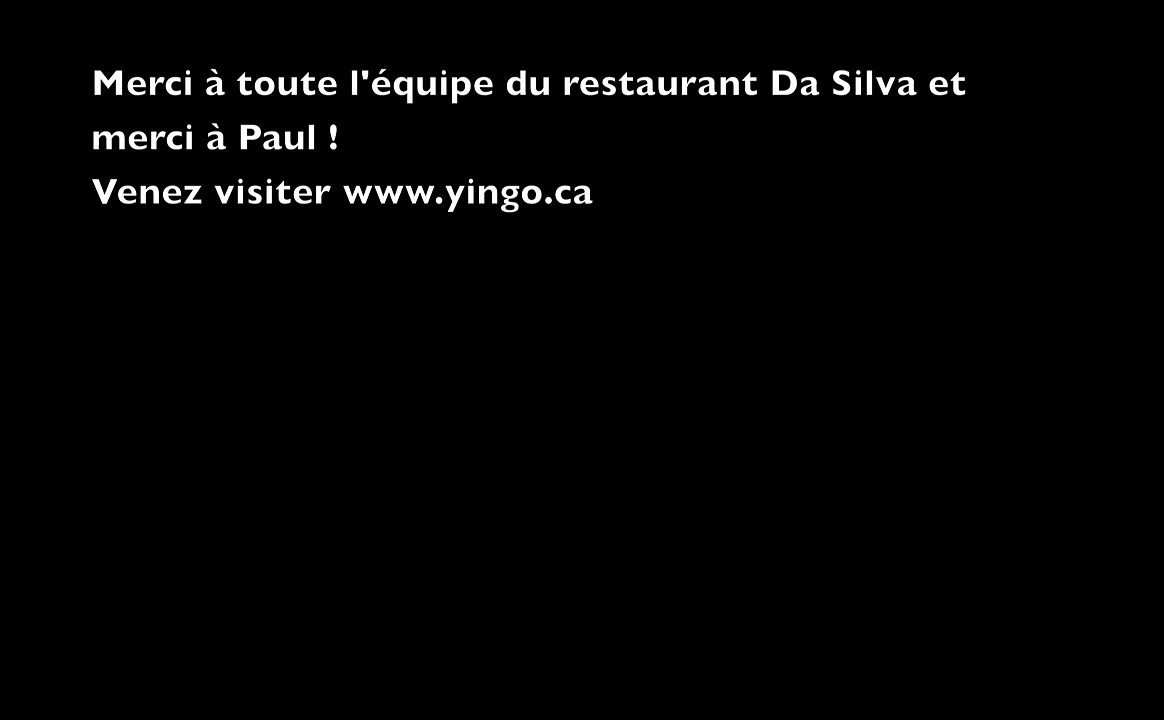 Merci à toute l'équipe du restaurant Da Silva et
merci à Paul !
Venez visiter www.yingo.ca